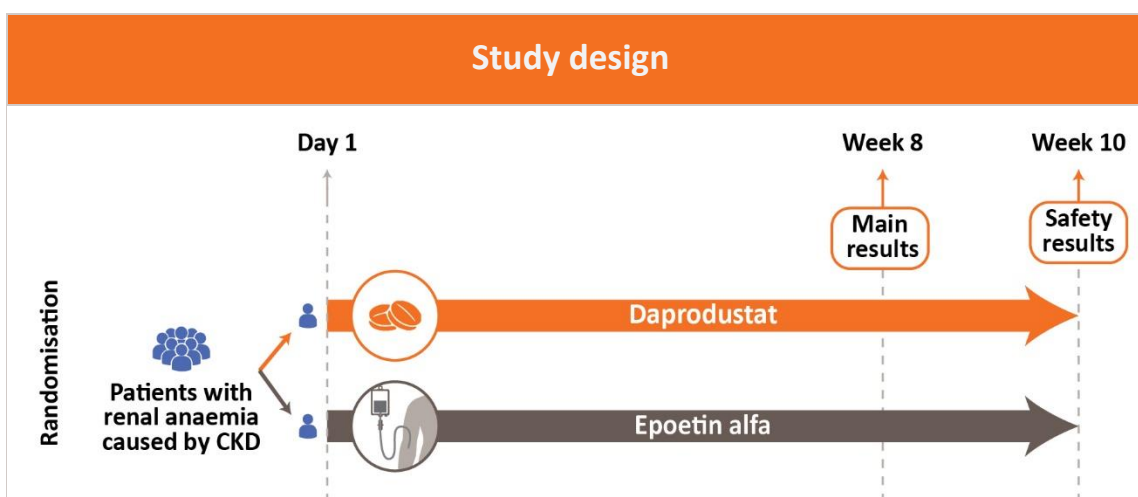 Study design
Day 1
Week 8
Week 10
Main
results
Safety
results
Randomisation
Patients with
renal anaemia
caused by CKD
Daprodustat
Epoetin alfa